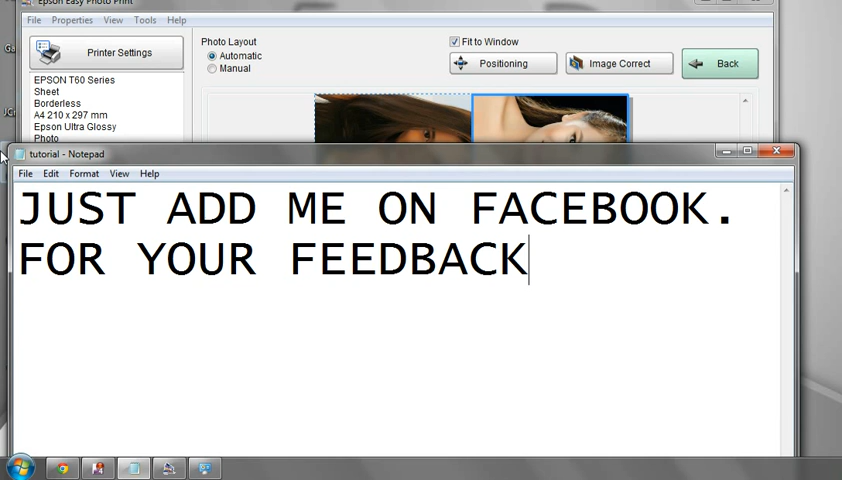 Epson Easy Photo Print
File Properties View Tools Help
Printer Settings
EPSON T60 Series
Sheet
Borderless
A4 210 x 297 mm
Epson Ultra Glossy
Photo
Photo Layout
Automatic
Manual
Fit to Window
Positioning
Image Correct
Back
tutorial - Notepad
File Edit Format View Help
JUST ADD ME ON FACEBOOK.
FOR YOUR FEEDBACK